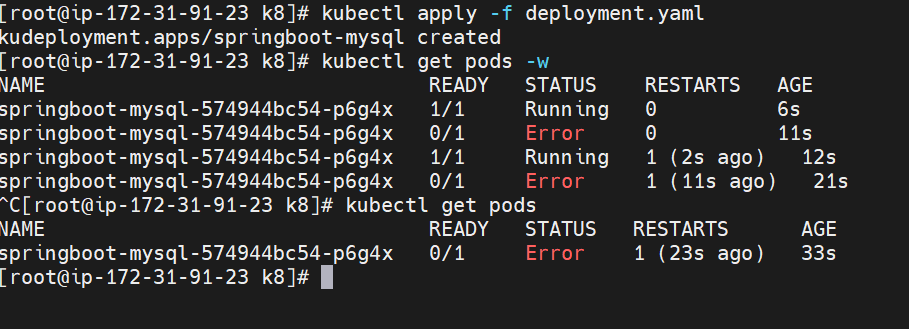 [root@ip-172-31-91-23 k8]# kubectl apply -f deployment.yaml
kudeployment.apps/springboot-mysql created
[root@ip-172-31-91-23 k8]# kubectl get pods -w
NAME READY STATUS RESTARTS AGE
springboot-mysql-574944bc54-p6g4x 1/1 Running 0 6s
springboot-mysql-574944bc54-p6g4x 0/1 Error 0 11s
springboot-mysql-574944bc54-p6g4x 1/1 Running 1 (2s ago) 12s
springboot-mysql-574944bc54-p6g4x 0/1 Error 1 (11s ago) 21s
^C[root@ip-172-31-91-23 k8]# kubectl get pods
NAME READY STATUS RESTARTS AGE
springboot-mysql-574944bc54-p6g4x 0/1 Error 1 (23s ago) 33s
[root@ip-172-31-91-23 k8]#